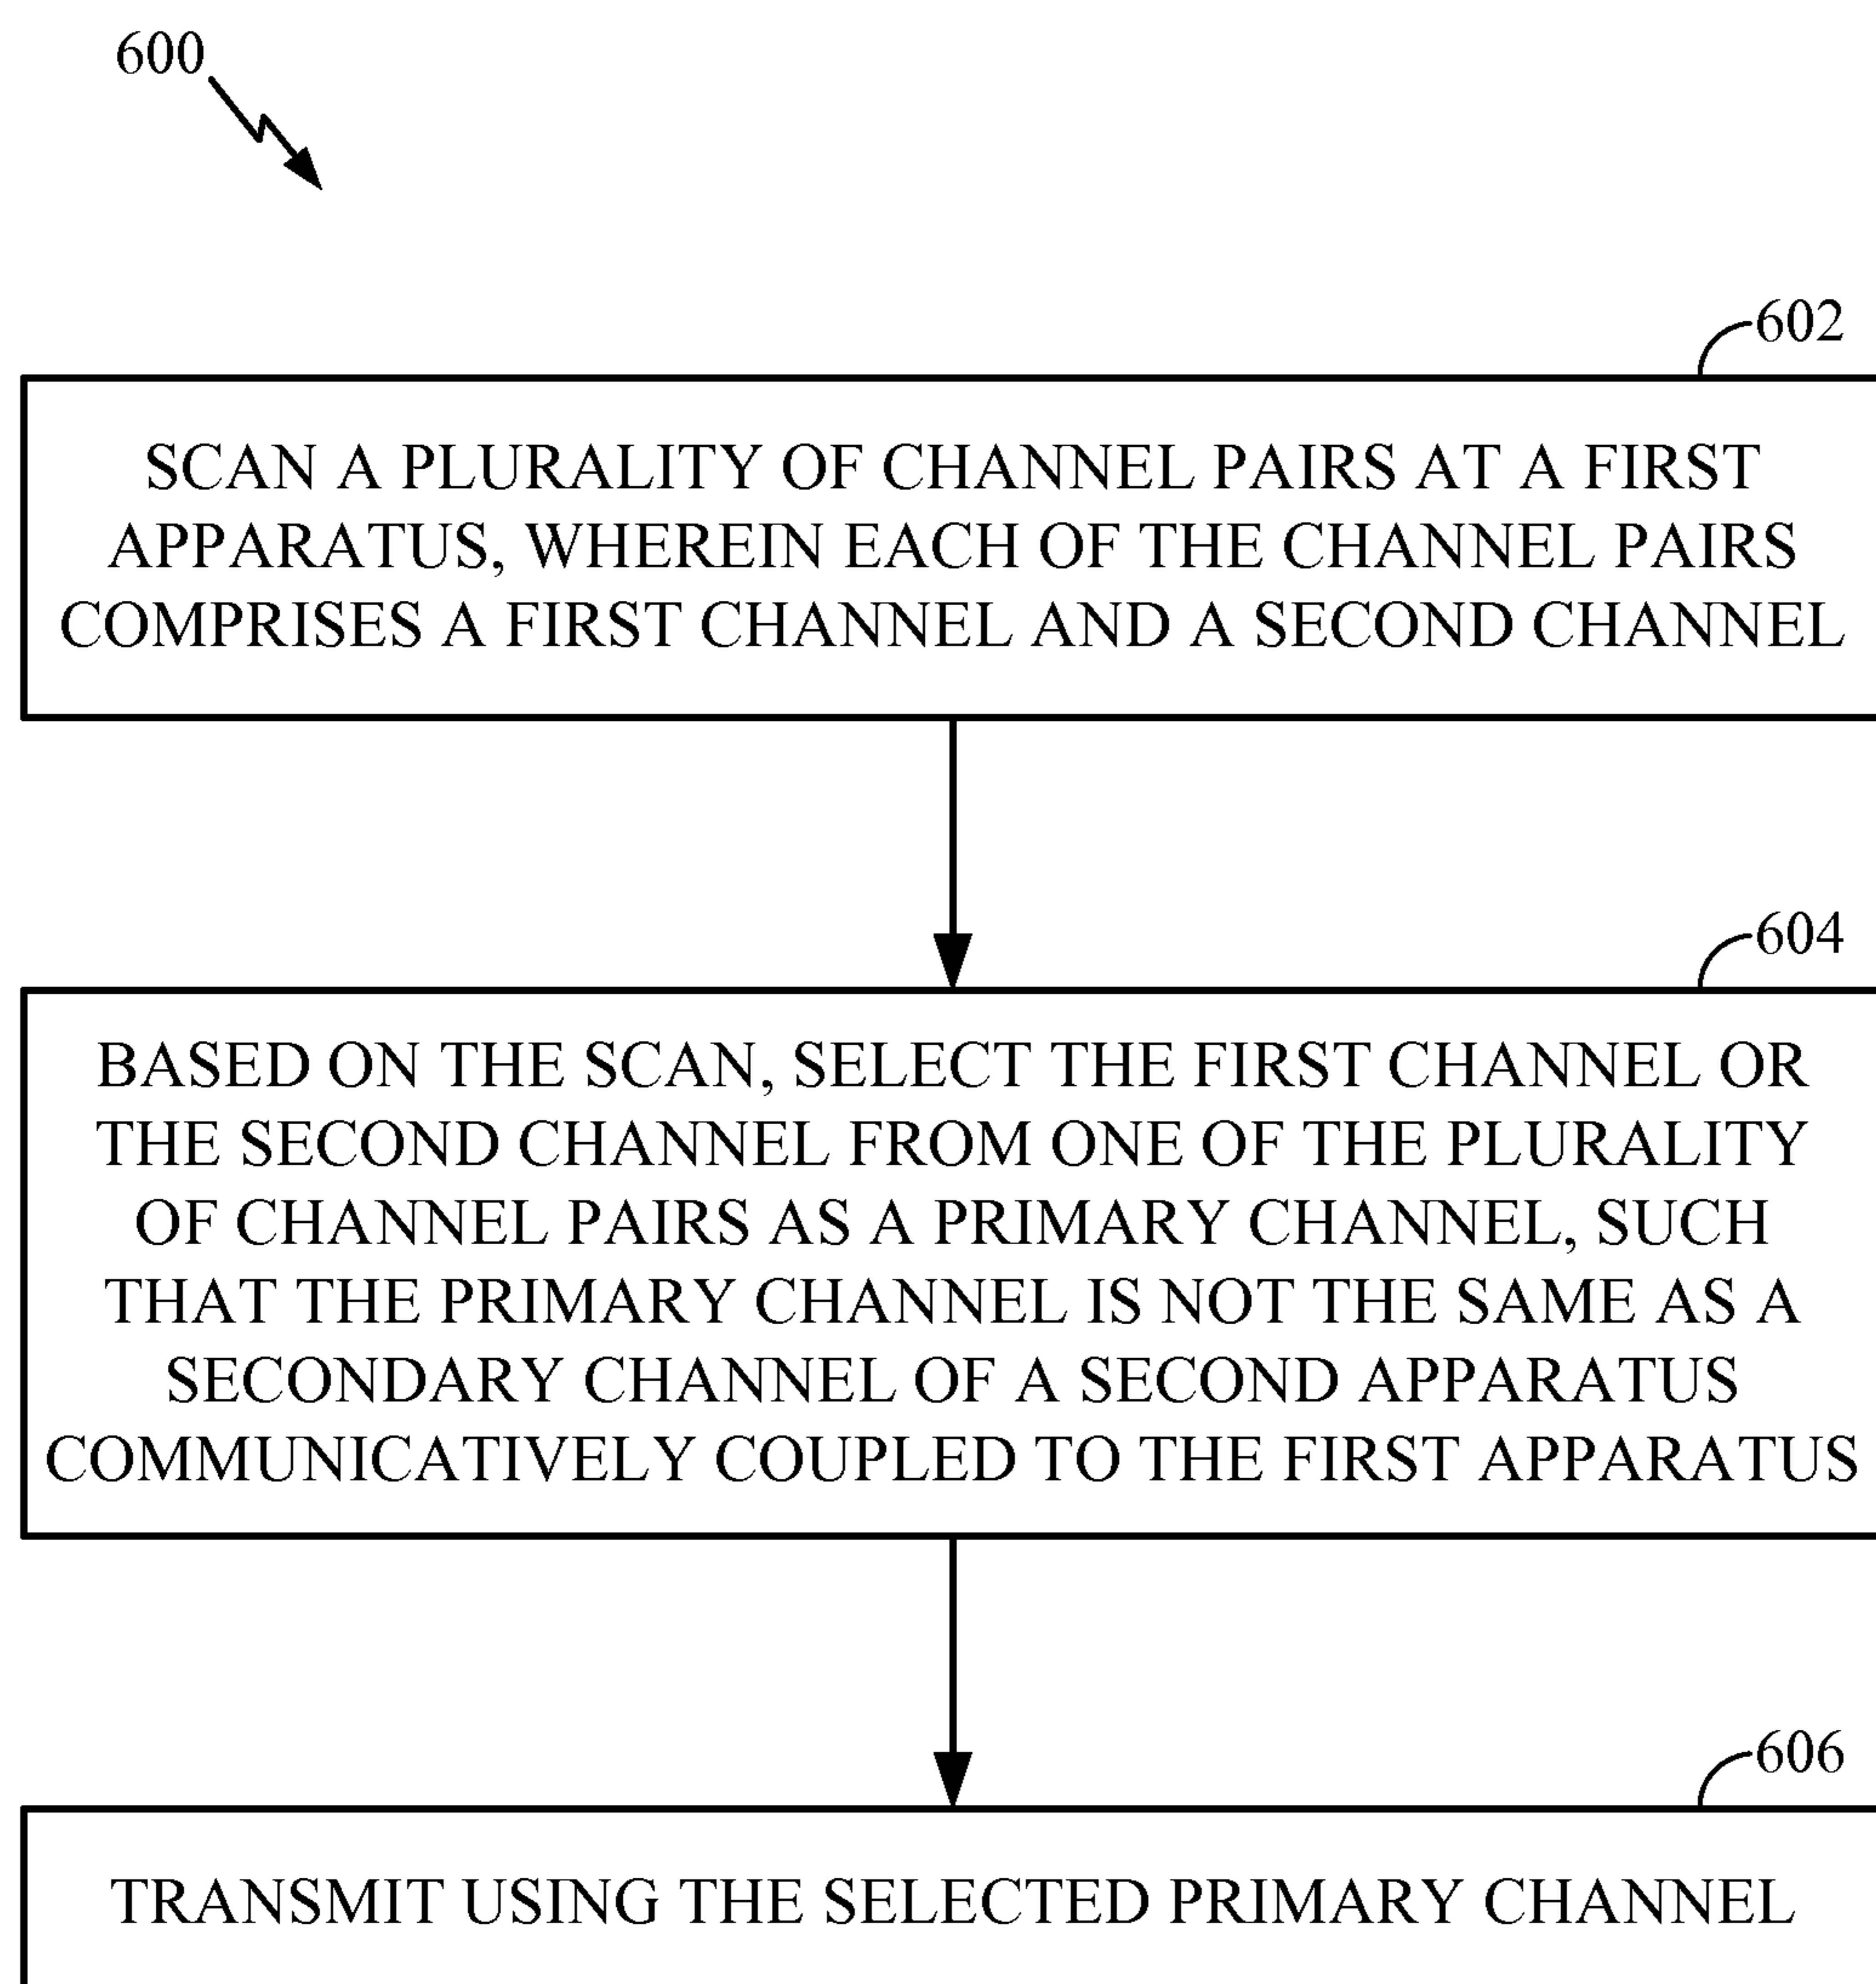 600
602
SCAN A PLURALITY OF CHANNEL PAIRS AT A FIRST
APPARATUS, WHEREIN EACH OF THE CHANNEL PAIRS
COMPRISES A FIRST CHANNEL AND A SECOND CHANNEL
604
BASED ON THE SCAN, SELECT THE FIRST CHANNEL OR
THE SECOND CHANNEL FROM ONE OF THE PLURALITY
OF CHANNEL PAIRS AS A PRIMARY CHANNEL, SUCH
THAT THE PRIMARY CHANNEL IS NOT THE SAME AS A
SECONDARY CHANNEL OF A SECOND APPARATUS
COMMUNICATIVELY COUPLED TO THE FIRST APPARATUS
606
TRANSMIT USING THE SELECTED PRIMARY CHANNEL